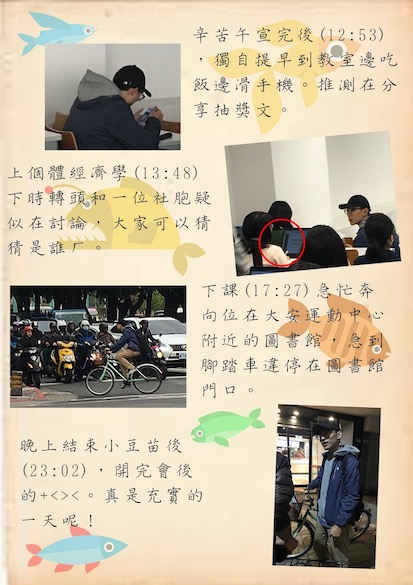 辛苦午宣完後(12:53)
，獨自提早到教室邊吃
飯邊滑手機。推測在分
享抽獎文。
上個體經濟學(13:48)
下時轉頭和一位社胞疑
似在討論，大家可以猜
猜是誰ㄏ。
下課(17:27)急忙奔
向位在大安運動中心
附近的圖書館，急到
腳踏車違停在圖書館
門口。
晚上結束小豆苗後
(23:02)，開完會後
的+<><。真是充實的
一天呢！